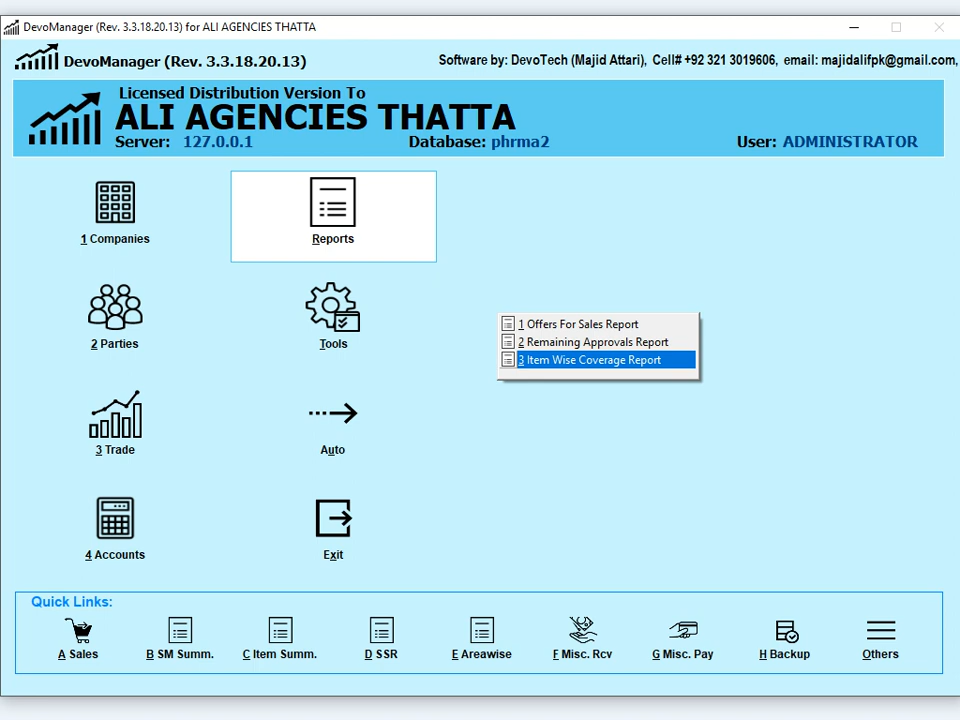 DevoManager (Rev. 3.3.18.20.13) for ALI AGENCIES THATTA
DevoManager (Rev. 3.3.18.20.13)
Software by: DevoTech (Majid Attari), Cell# +92 321 3019606, email: majidalifpk@gmail.com,
Licensed Distribution Version To
ALI AGENCIES THATTA
Server: 127.0.0.1 Database: phrma2 User: ADMINISTRATOR
1 Companies
Reports
2 Parties
Tools
1 Offers For Sales Report
2 Remaining Approvals Report
3 Item Wise Coverage Report
3 Trade
Auto
4 Accounts
Exit
Quick Links:
A Sales
B SM Summ.
C Item Summ.
D SSR
E Areawise
F Misc. Rcv
G Misc. Pay
H Backup
Others